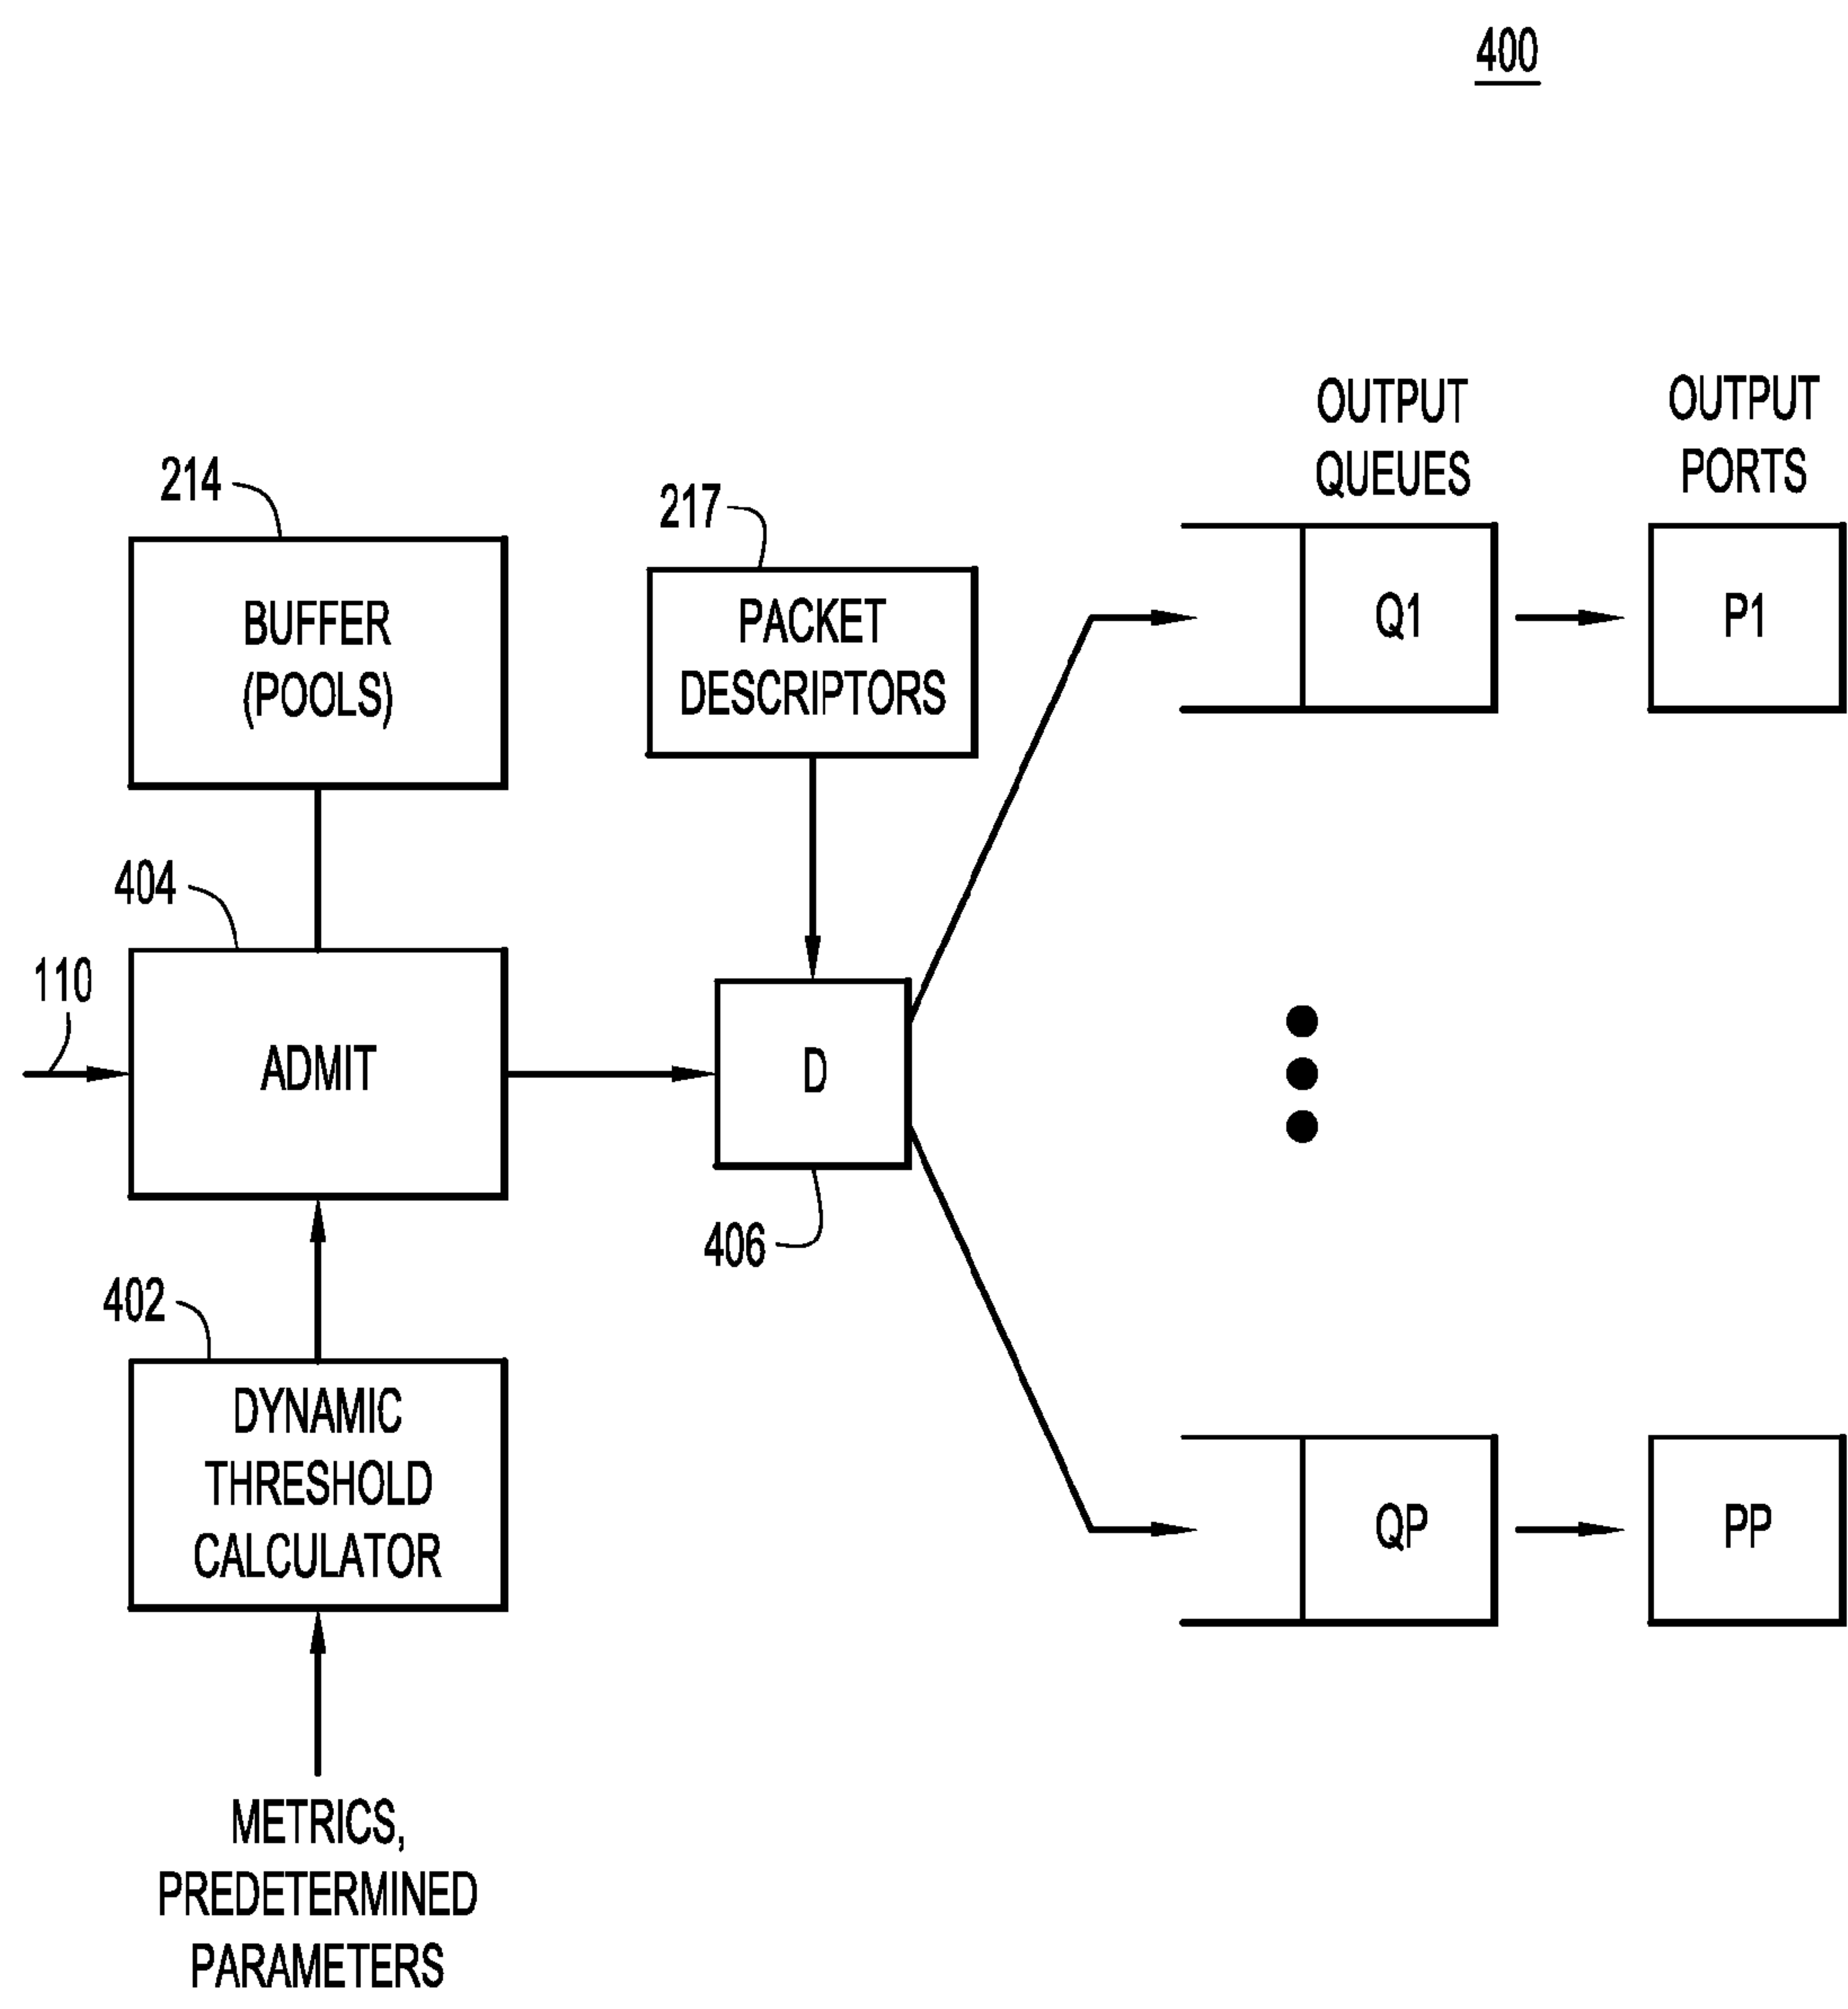 400
OUTPUT
QUEUES
OUTPUT
PORTS
214
BUFFER
(POOLS)
217
PACKET
DESCRIPTORS
Q1
P1
404
110
ADMIT
D
406
402
DYNAMIC
THRESHOLD
CALCULATOR
QP
PP
METRICS,
PREDETERMINED
PARAMETERS